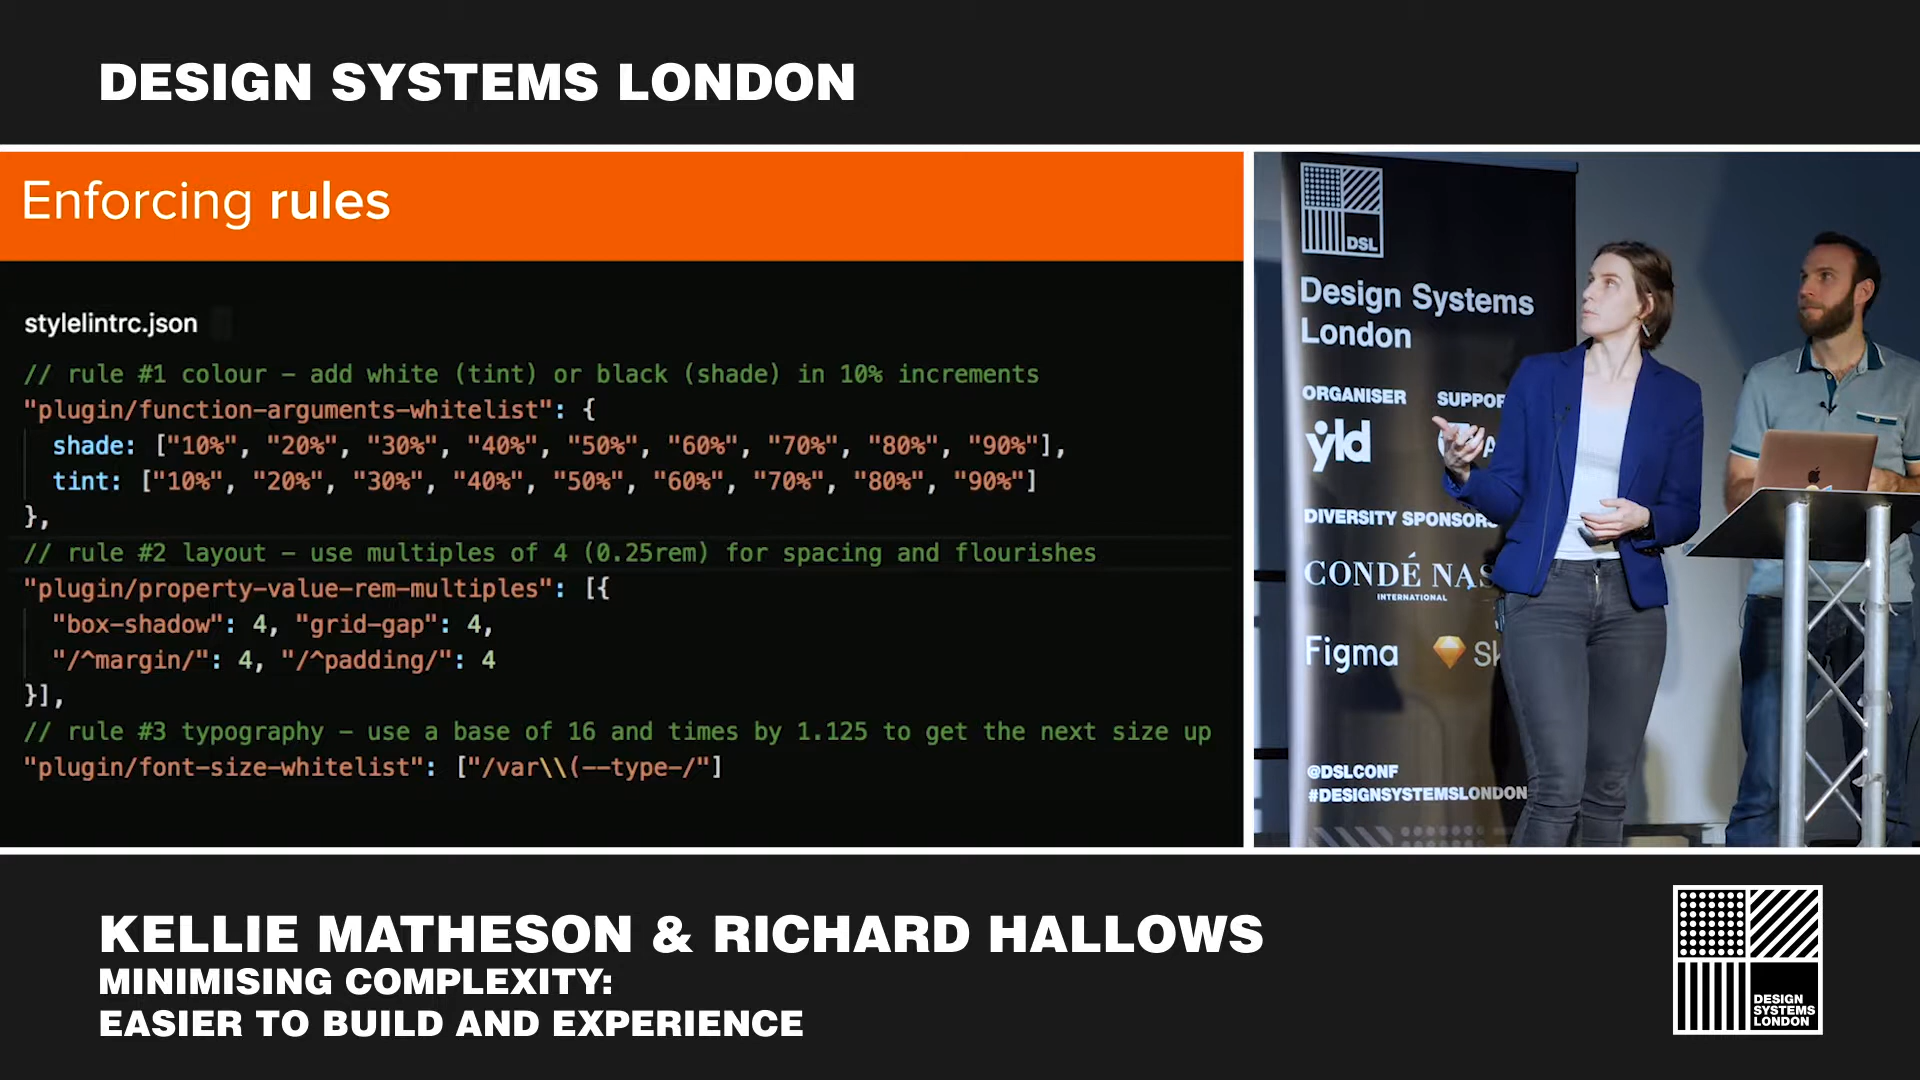 DESIGN SYSTEMS LONDON
Enforcing rules
stylelintrc.json
// rule #1 colour – add white (tint) or black (shade) in 10% increments
"plugin/function-arguments-whitelist": {
shade: ["10%", "20%", "30%", "40%", "50%", "60%", "70%", "80%", "90%"],
tint: ["10%", "20%", "30%", "40%", "50%", "60%", "70%", "80%", "90%"]
},
// rule #2 layout – use multiples of 4 (0.25rem) for spacing and flourishes
"plugin/property-value-rem-multiples": [{
"box-shadow": 4, "grid-gap": 4,
"/^margin/": 4, "/^padding/": 4
}],
// rule #3 typography – use a base of 16 and times by 1.125 to get the next size up
"plugin/font-size-whitelist": ["/var\\(--type-/"]
DSL
Design Systems
London
ORGANISER
yld
DIVERSITY SPONSORS
CONDÉ
INTERNATIONAL
Figma
@DSLCONF
#DESIGNSYSTEMSLONDON
KELLIE MATHESON & RICHARD HALLOWS
MINIMISING COMPLEXITY:
EASIER TO BUILD AND EXPERIENCE
DESIGN
SYSTEMS
LONDON